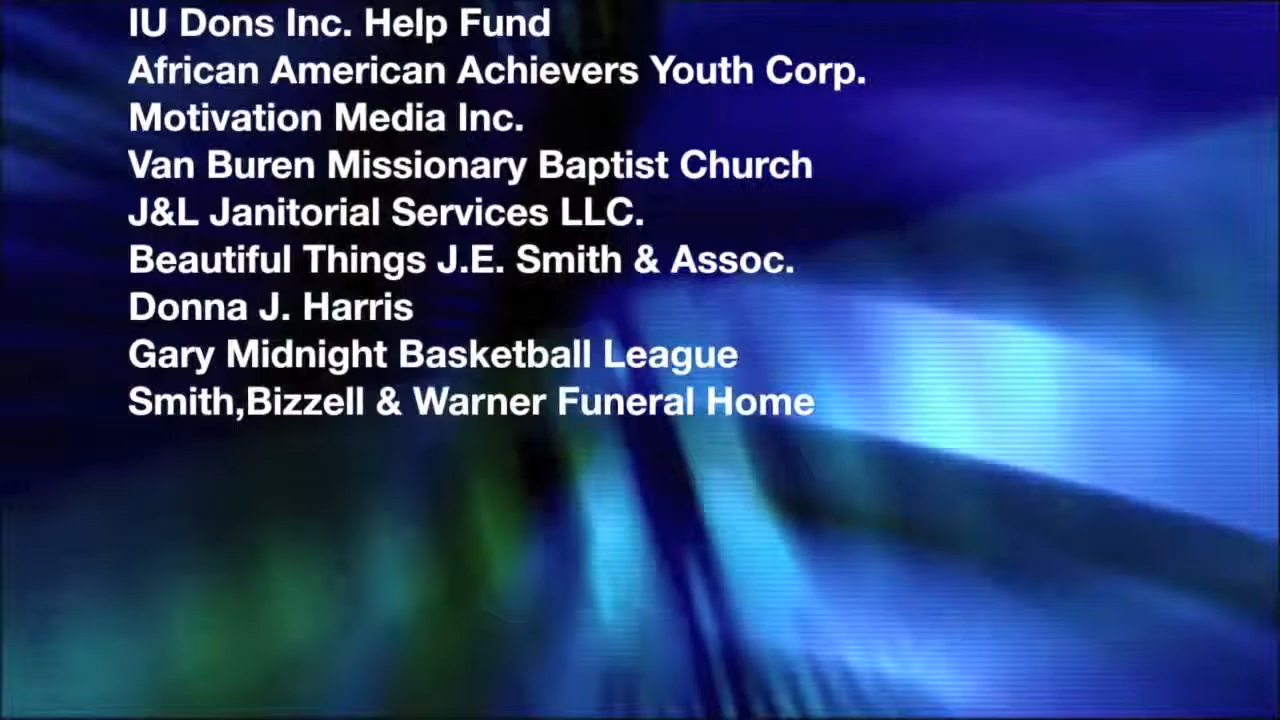 IU Dons Inc. Help Fund
African American Achievers Youth Corp.
Motivation Media Inc.
Van Buren Missionary Baptist Church
J&L Janitorial Services LLC.
Beautiful Things J.E. Smith & Assoc.
Donna J. Harris
Gary Midnight Basketball League
Smith,Bizzell & Warner Funeral Home